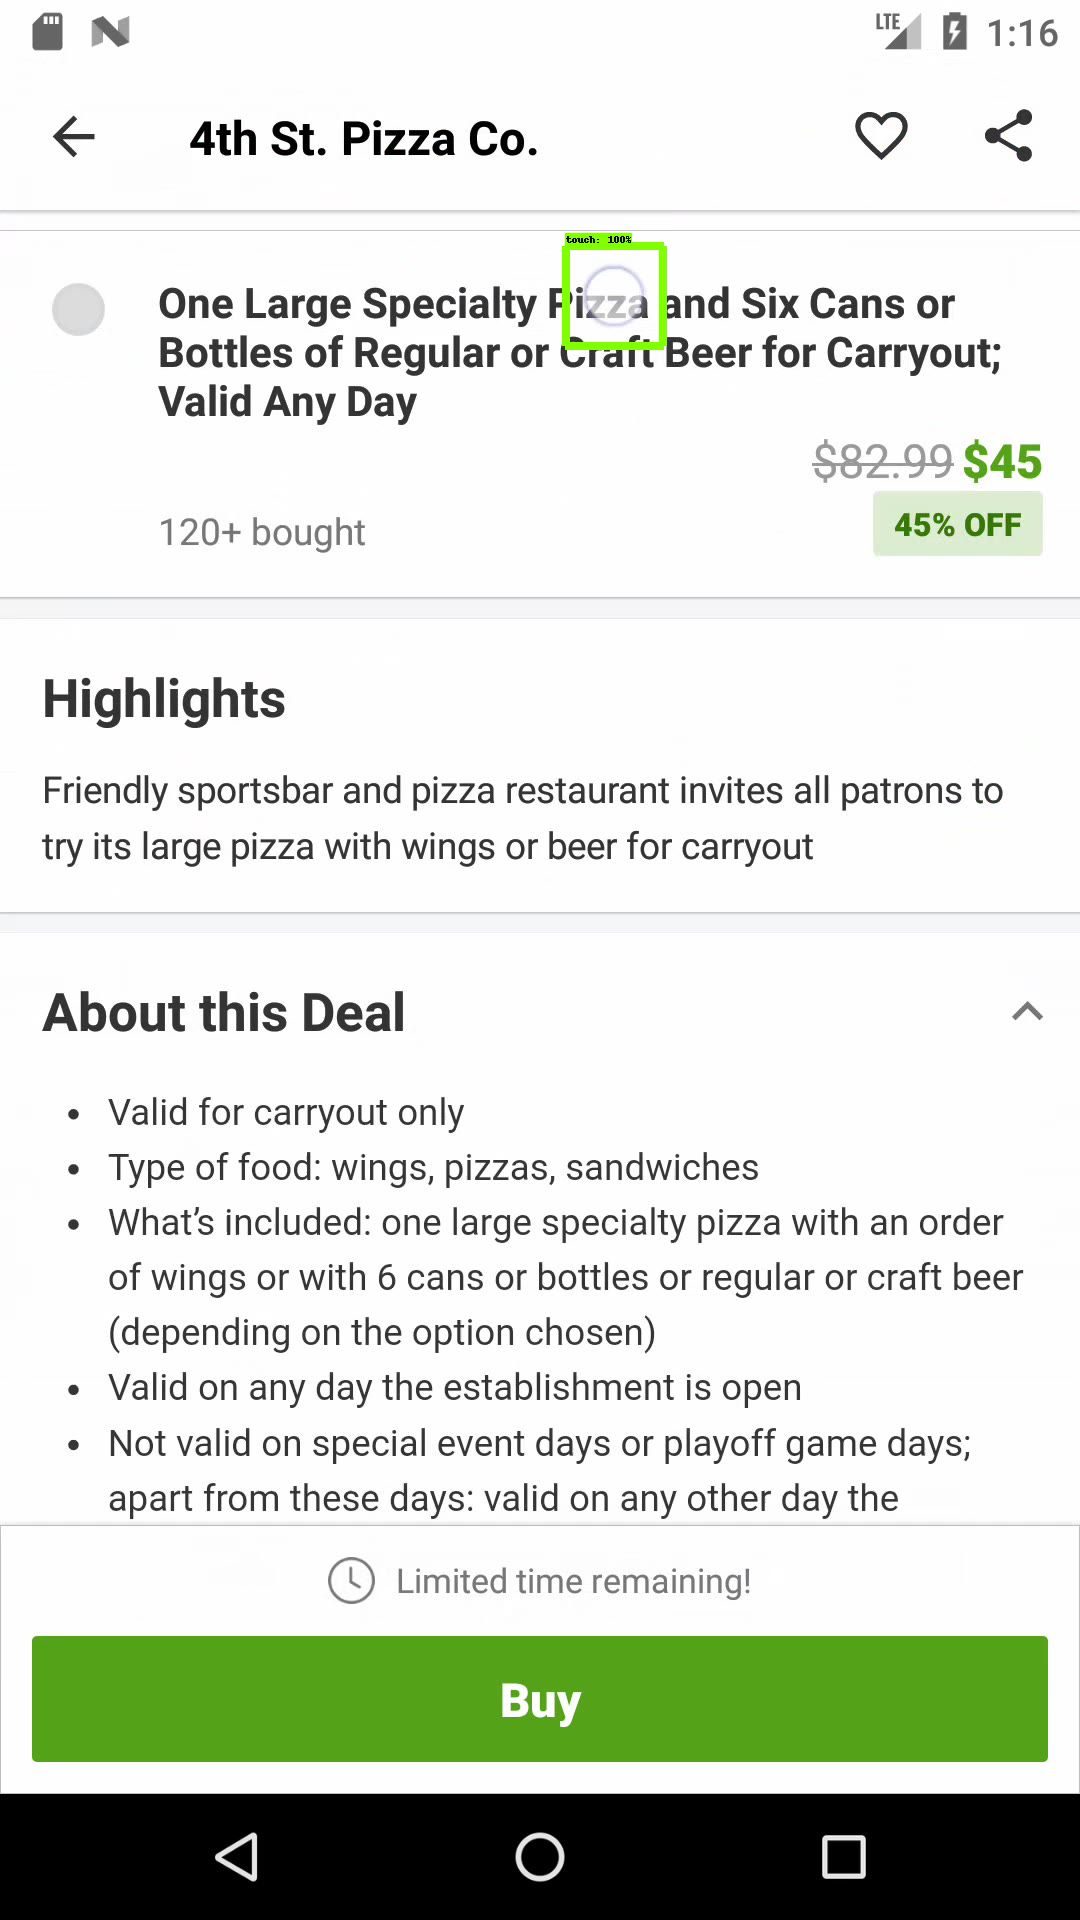 LTE 1:16
4th St. Pizza Co.
touch: 100%
One Large Specialty Pizza and Six Cans or
Bottles of Regular or Craft Beer for Carryout;
Valid Any Day
$82.99 $45
120+ bought
45% OFF
Highlights
Friendly sportsbar and pizza restaurant invites all patrons to
try its large pizza with wings or beer for carryout
About this Deal
• Valid for carryout only
• Type of food: wings, pizzas, sandwiches
• What's included: one large specialty pizza with an order
of wings or with 6 cans or bottles or regular or craft beer
(depending on the option chosen)
• Valid on any day the establishment is open
• Not valid on special event days or playoff game days;
apart from these days: valid on any other day the
Limited time remaining!
Buy